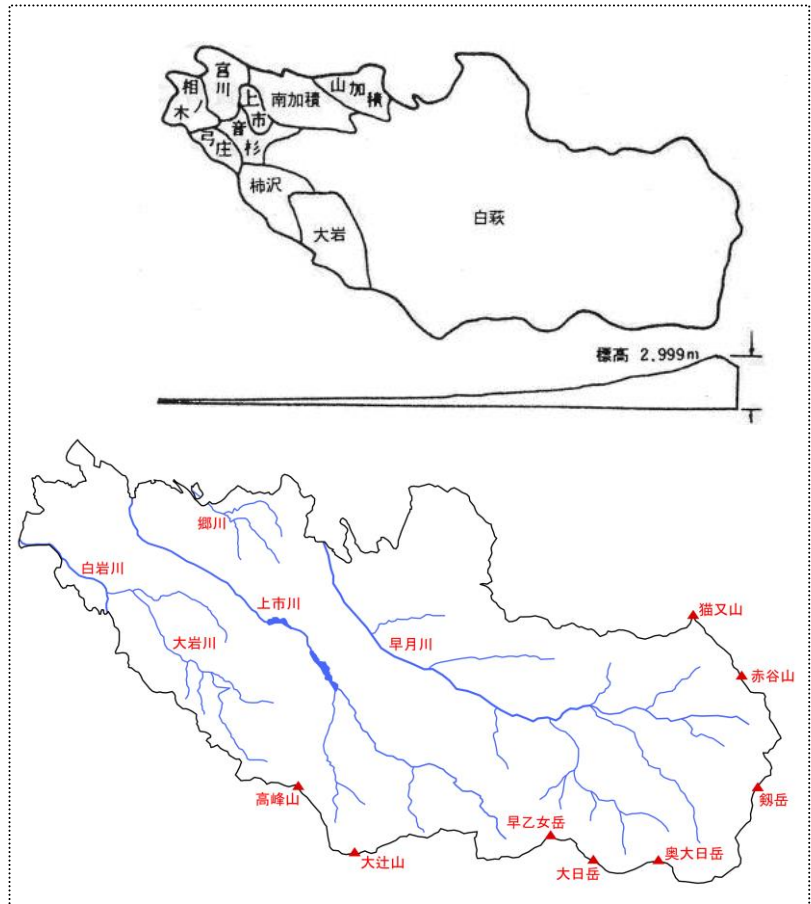 宮川
相ノ木
上市
南加積
山加積
音杉
弓庄
柿沢
大岩
白萩
標高 2.999m
郷川
白岩川
上市川
大岩川
早月川
猫又山
赤谷山
高峰山
早乙女岳
剱岳
大辻山
大日岳
奥大日岳